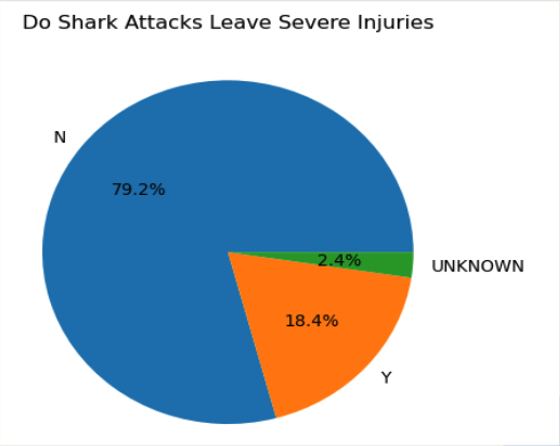 Do Shark Attacks Leave Severe Injuries
N
79.2%
2.4%
UNKNOWN
18.4%
Y